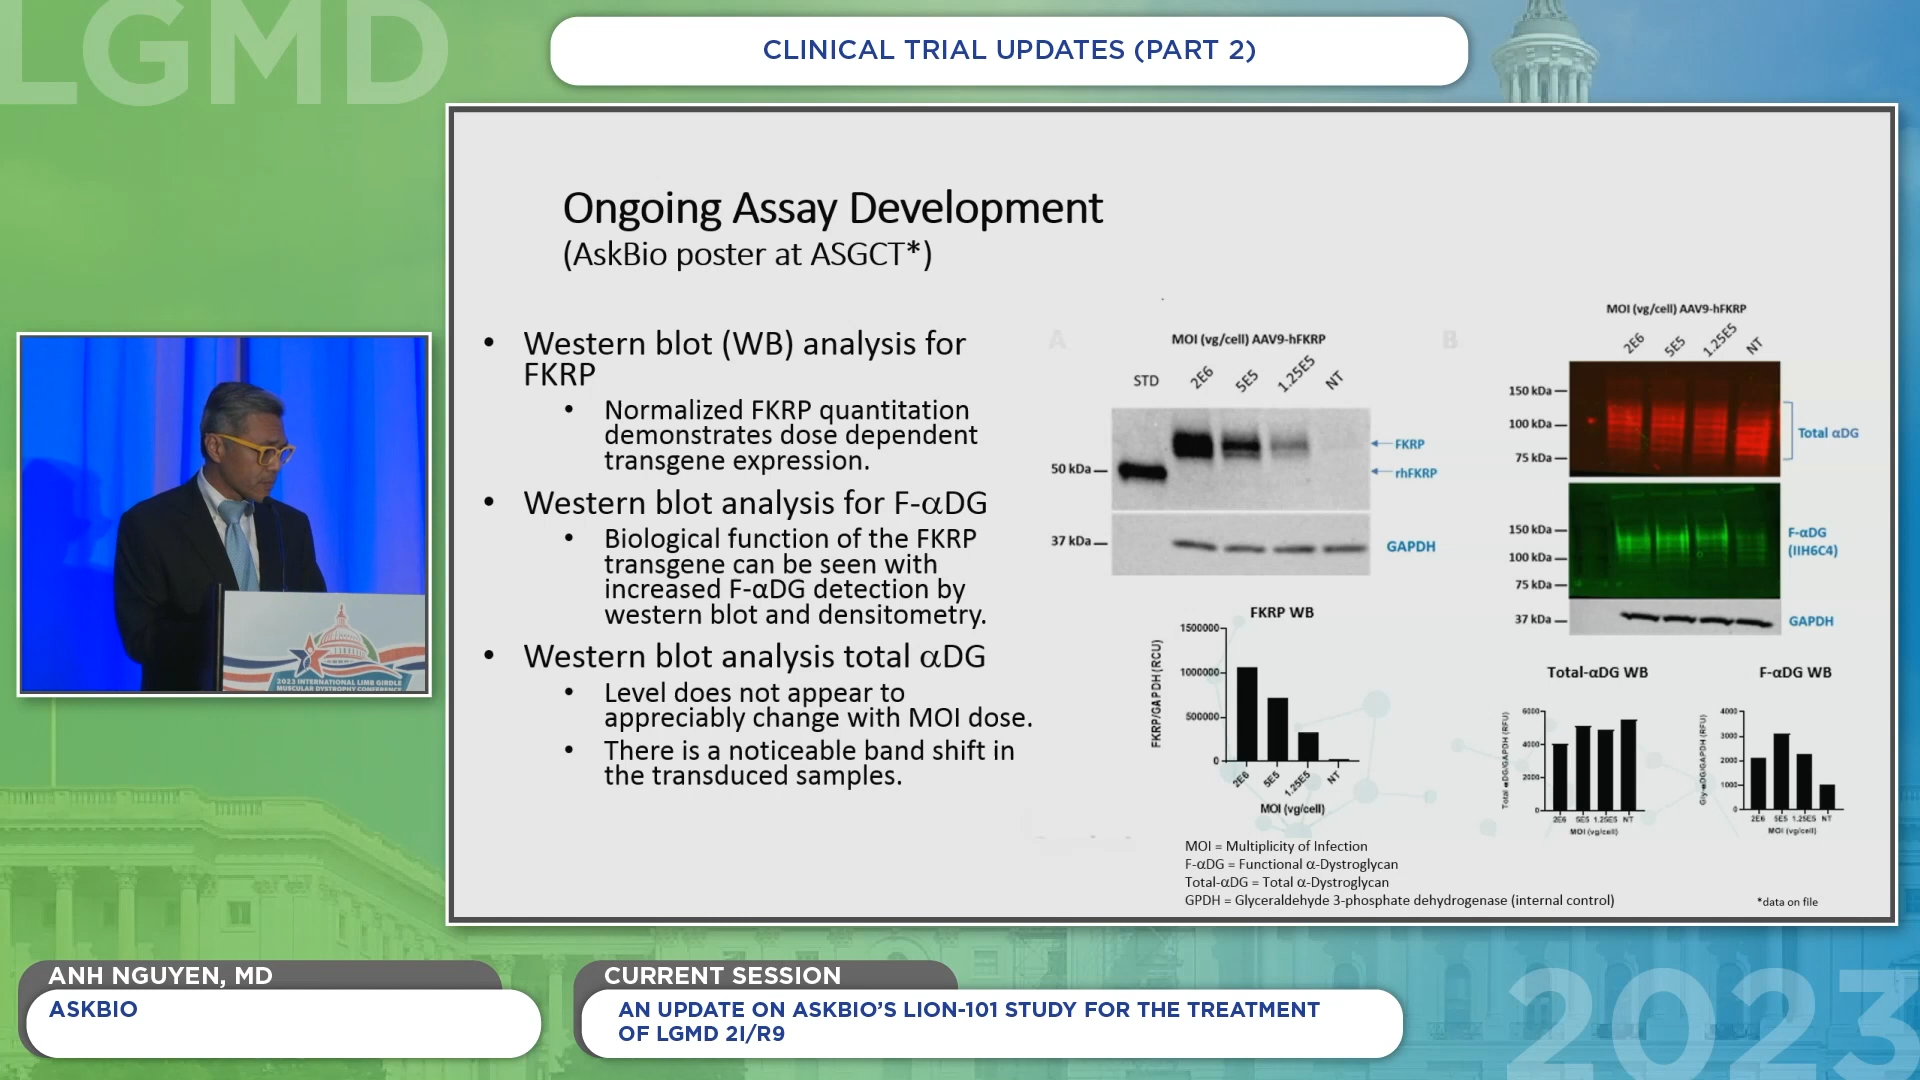 LGMD
CLINICAL TRIAL UPDATES (PART 2)
Ongoing Assay Development
(AskBio poster at ASGCT*)
• Western blot (WB) analysis for
FKRP
• Normalized FKRP quantitation
demonstrates dose dependent
transgene expression.
• Western blot analysis for F-αDG
• Biological function of the FKRP
transgene can be seen with
increased F-αDG detection by
western blot and densitometry.
• Western blot analysis total αDG
• Level does not appear to
appreciably change with MOI dose.
• There is a noticeable band shift in
the transduced samples.
A
MOI (vg/cell) AAV9-hFKRP
STD 2E6 5E5 1.25E5 NT
FKRP
50 kDa
rhFKRP
37 kDa
GAPDH
FKRP WB
FKRP/GAPDH (RCU)
1500000
1000000
500000
0
2E6 5E5 1.25E5 NT
MOI (vg/cell)
B
MOI (vg/cell) AAV9-hFKRP
2E6 5E5 1.25E5 NT
150 kDa
100 kDa
75 kDa
Total αDG
150 kDa
100 kDa
75 kDa
F-αDG
(IIH6C4)
37 kDa
GAPDH
Total-αDG WB
Total αDG/GAPDH (RFU)
6000
4000
2000
0
2E6 5E5 1.25E5 NT
MOI (vg/cell)
F-αDG WB
Gly-αDG/GAPDH (RFU)
4000
3000
2000
1000
0
2E6 5E5 1.25E5 NT
MOI (vg/cell)
MOI = Multiplicity of Infection
F-αDG = Functional α-Dystroglycan
Total-αDG = Total α-Dystroglycan
GPDH = Glyceraldehyde 3-phosphate dehydrogenase (internal control)
*data on file
2023 INTERNATIONAL LIMB GIRDLE
MUSCULAR DYSTROPHY CONFERENCE
ANH NGUYEN, MD
ASKBIO
CURRENT SESSION
AN UPDATE ON ASKBIO'S LION-101 STUDY FOR THE TREATMENT
OF LGMD 2I/R9
2023